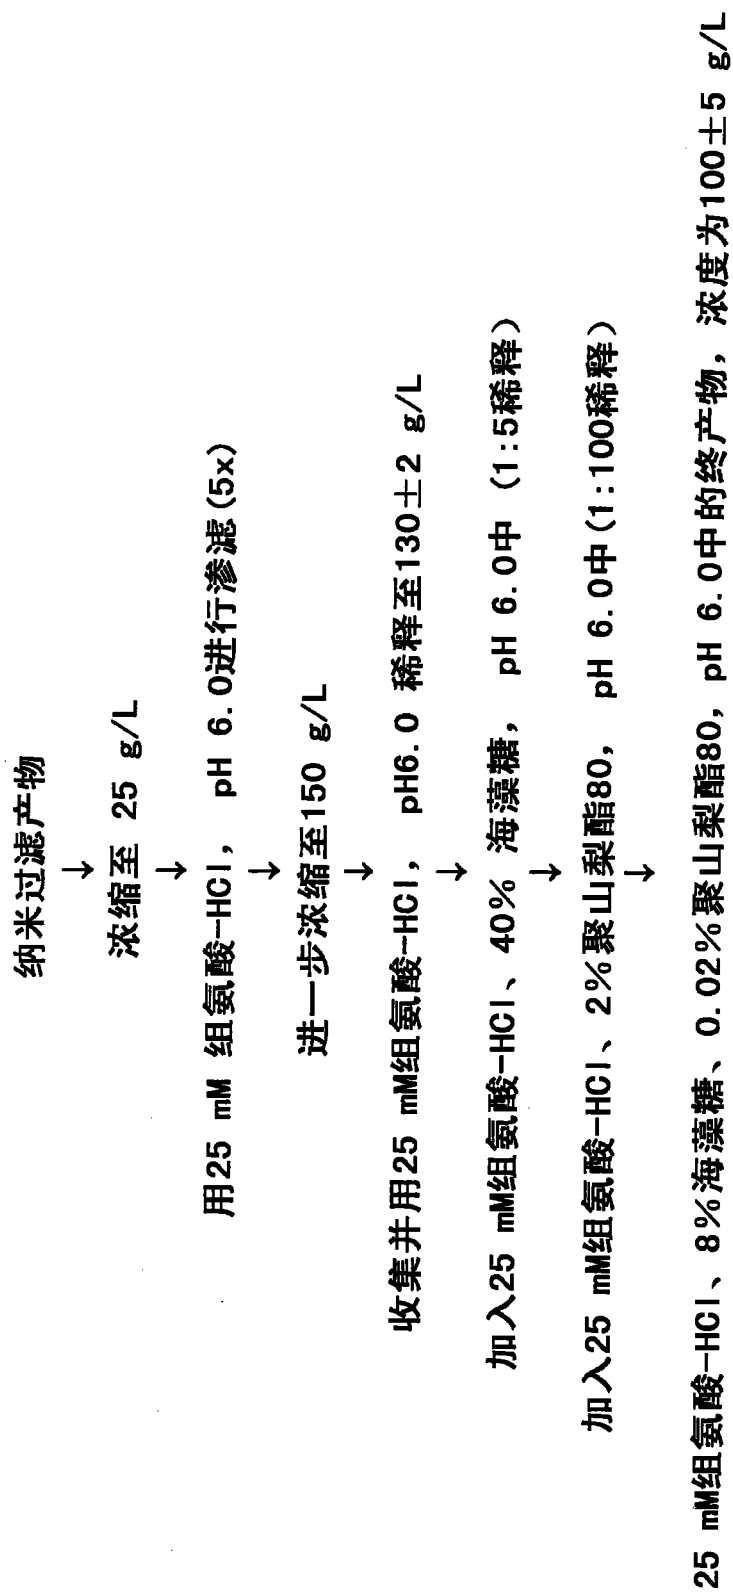 纳米过滤产物
↓
浓缩至 25 g/L
↓
用25 mM 组氨酸-HCl, pH 6.0进行渗滤(5x)
↓
进一步浓缩至150 g/L
↓
收集并用25 mM组氨酸-HCl, pH6.0 稀释至130±2 g/L
↓
加入25 mM组氨酸-HCl、40% 海藻糖, pH 6.0中 (1:5稀释)
↓
加入25 mM组氨酸-HCl、2%聚山梨酯80, pH 6.0中(1:100稀释)
↓
25 mM组氨酸-HCl、8%海藻糖、0.02%聚山梨酯80, pH 6.0中的终产物, 浓度为100±5 g/L